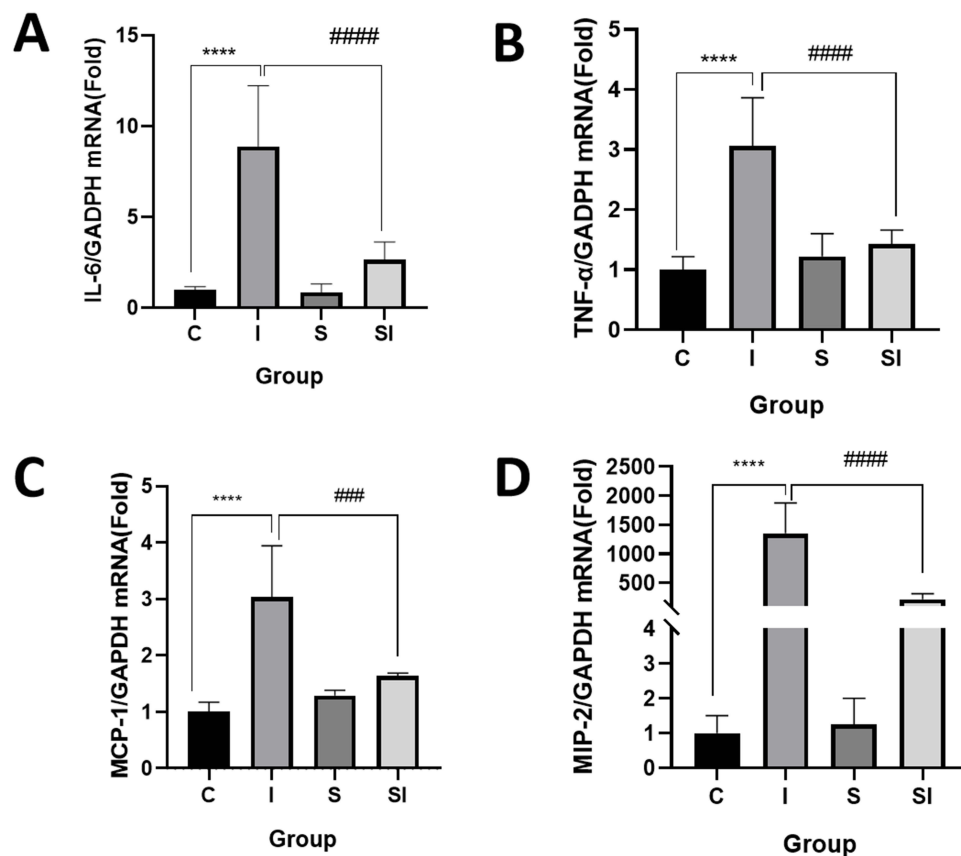 A
IL-6/GADPH mRNA(Fold)
15
10
5
0
****
####
C I S SI
Group
B
TNF-α/GADPH mRNA(Fold)
5
4
3
2
1
0
****
####
C I S SI
Group
C
MCP-1/GAPDH mRNA(Fold)
5
4
3
2
1
0
****
###
C I S SI
Group
D
MIP-2/GAPDH mRNA(Fold)
2500
2000
1500
1000
500
4
3
2
1
0
****
####
C I S SI
Group